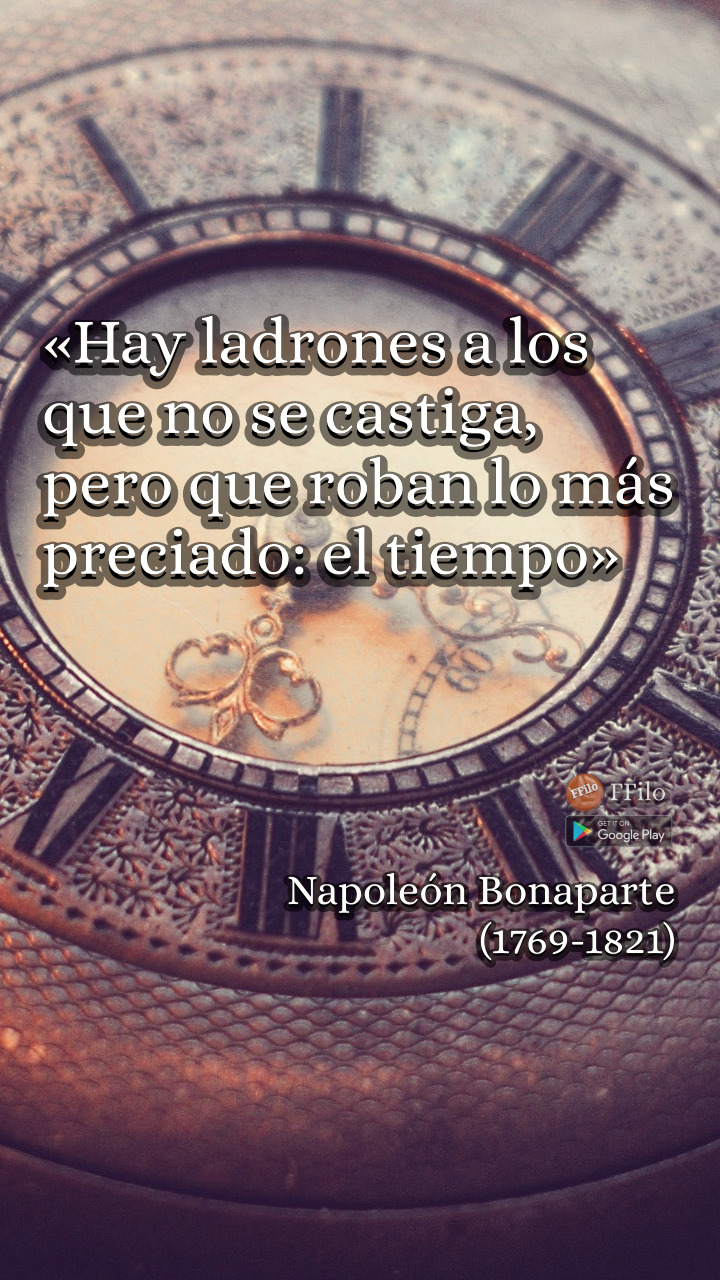 «Hay ladrones a los
que no se castiga,
pero que roban lo más
preciado: el tiempo»
60
FFilo FFilo
GET IT ON
Google Play
Napoleón Bonaparte
(1769-1821)